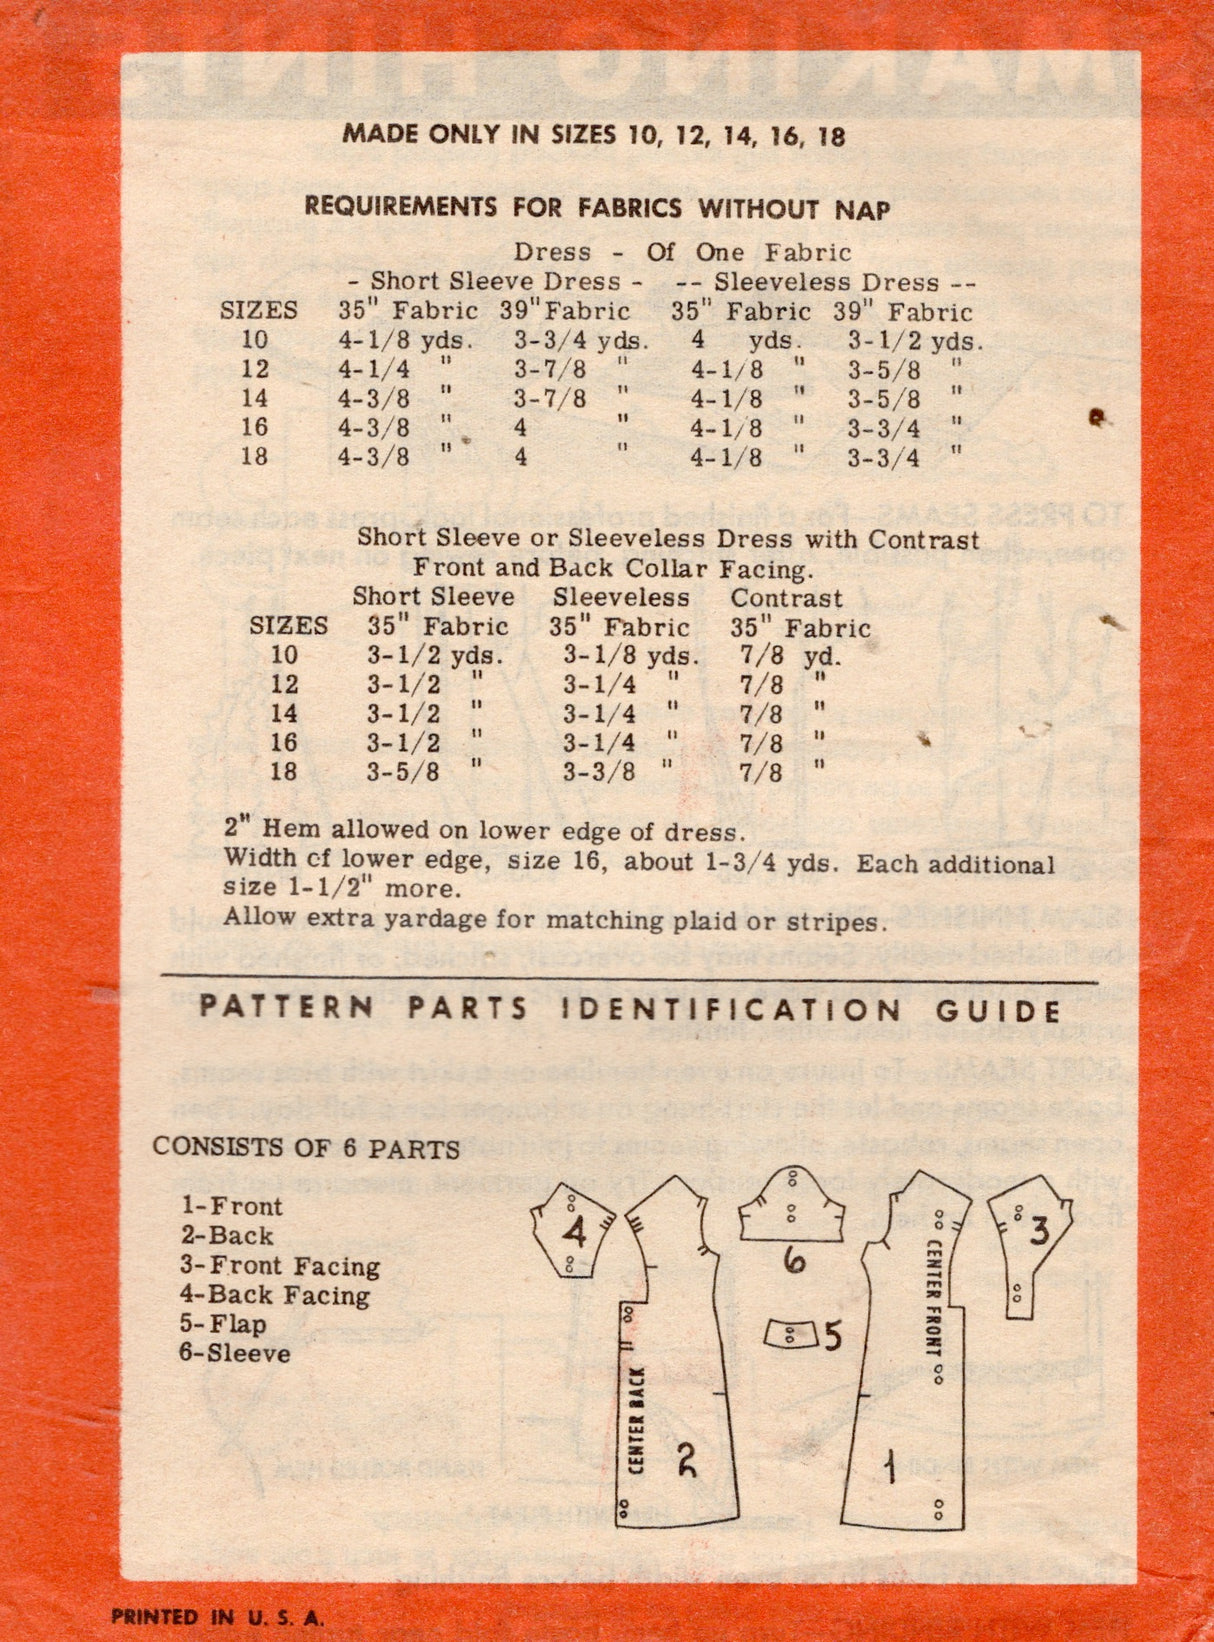 MADE ONLY IN SIZES 10, 12, 14, 16, 18
REQUIREMENTS FOR FABRICS WITHOUT NAP
Dress - Of One Fabric
- Short Sleeve Dress - -- Sleeveless Dress --
SIZES 35" Fabric 39" Fabric 35" Fabric 39" Fabric
10 4-1/8 yds. 3-3/4 yds. 4 yds. 3-1/2 yds.
12 4-1/4 " 3-7/8 " 4-1/8 " 3-5/8 "
14 4-3/8 " 3-7/8 " 4-1/8 " 3-5/8 "
16 4-3/8 " 4 " 4-1/8 " 3-3/4 "
18 4-3/8 " 4 " 4-1/8 " 3-3/4 "
Short Sleeve or Sleeveless Dress with Contrast
Front and Back Collar Facing.
Short Sleeve Sleeveless Contrast
SIZES 35" Fabric 35" Fabric 35" Fabric
10 3-1/2 yds. 3-1/8 yds. 7/8 yd.
12 3-1/2 " 3-1/4 " 7/8 "
14 3-1/2 " 3-1/4 " 7/8 "
16 3-1/2 " 3-1/4 " 7/8 "
18 3-5/8 " 3-3/8 " 7/8 "
2" Hem allowed on lower edge of dress.
Width cf lower edge, size 16, about 1-3/4 yds. Each additional
size 1-1/2" more.
Allow extra yardage for matching plaid or stripes.
PATTERN PARTS IDENTIFICATION GUIDE
CONSISTS OF 6 PARTS
1-Front
2-Back
3-Front Facing
4-Back Facing
5-Flap
6-Sleeve
4
6
3
5
CENTER FRONT
CENTER BACK
2
1
PRINTED IN U. S. A.